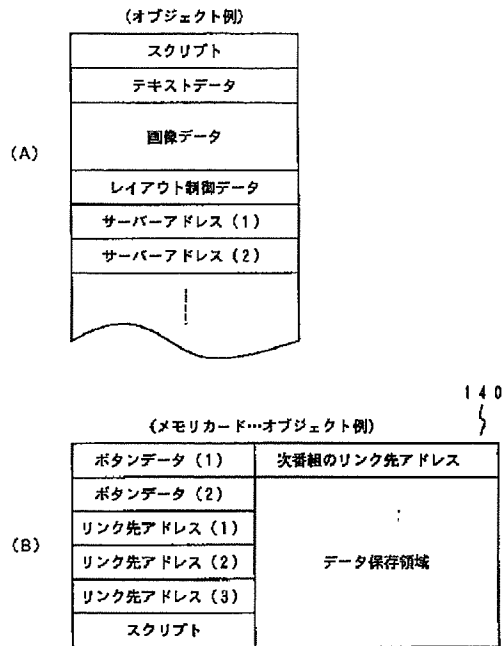 (オブジェクト例)
スクリプト
テキストデータ
(A)
画像データ
レイアウト制御データ
サーバーアドレス(1)
サーバーアドレス(2)
140
(メモリカード…オブジェクト例)
ボタンデータ(1)
次番組のリンク先アドレス
ボタンデータ(2)
リンク先アドレス(1)
(B)
リンク先アドレス(2)
データ保存領域
リンク先アドレス(3)
スクリプト